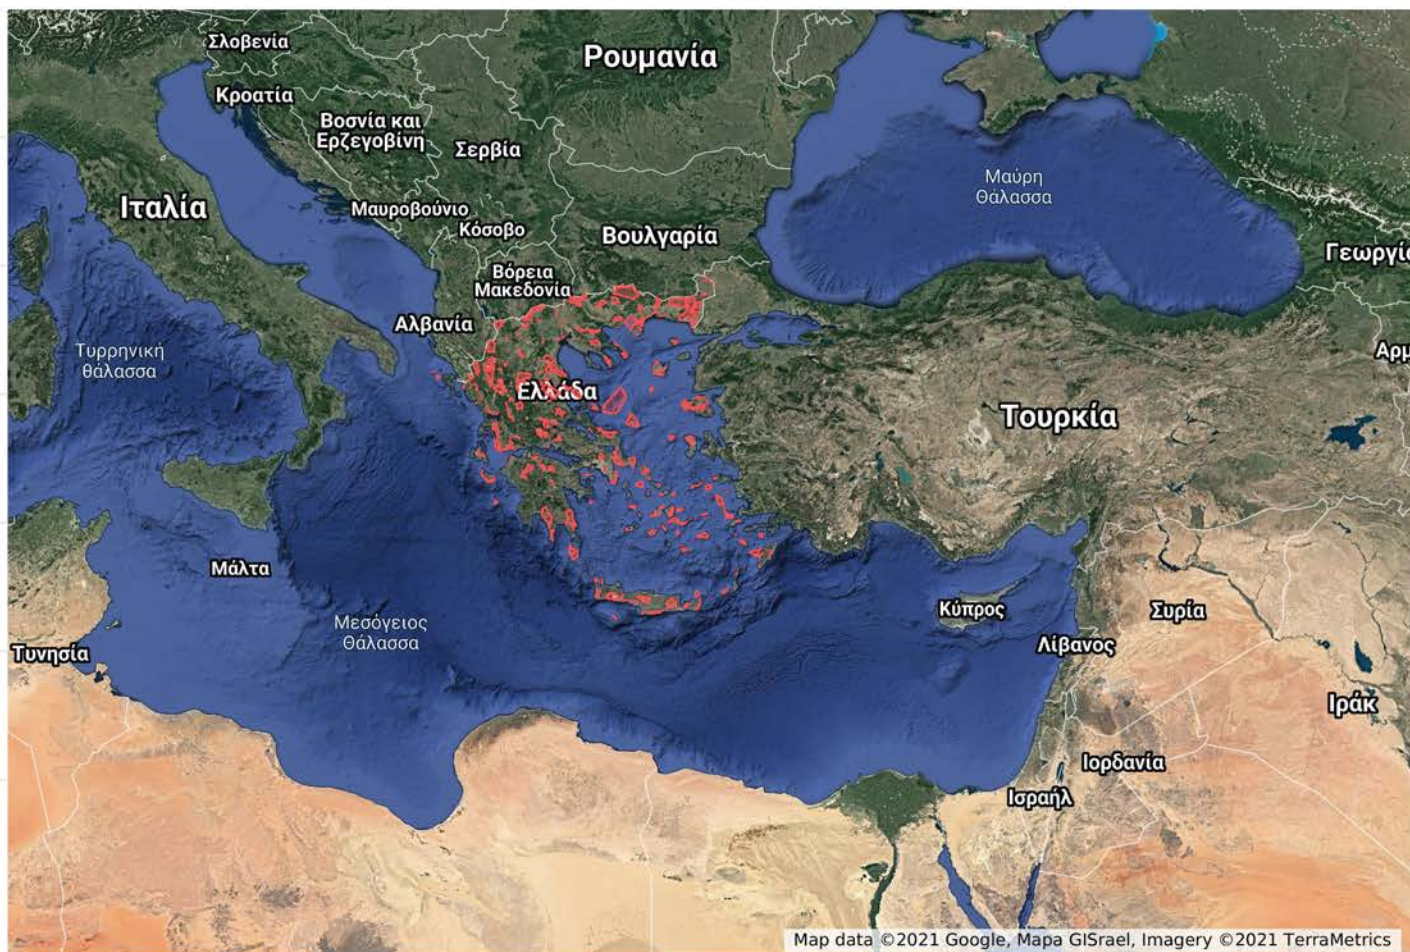 Σλοβενία
Ρουμανία
Κροατία
Βοσνία και
Ερζεγοβίνη
Σερβία
Μαύρη
Θάλασσα
Ιταλία
Μαυροβούνιο
Κόσοβο
Βουλγαρία
Γεωργία
Βόρεια
Μακεδονία
Αλβανία
Τυρρηνική
θάλασσα
Αρμ
Ελλάδα
Τουρκία
Μάλτα
Κύπρος
Συρία
Μεσόγειος
Θάλασσα
Λίβανος
Τυνησία
Ιράκ
Ιορδανία
Ισραήλ
Map data ©2021 Google, Mapa GISrael, Imagery ©2021 TerraMetrics